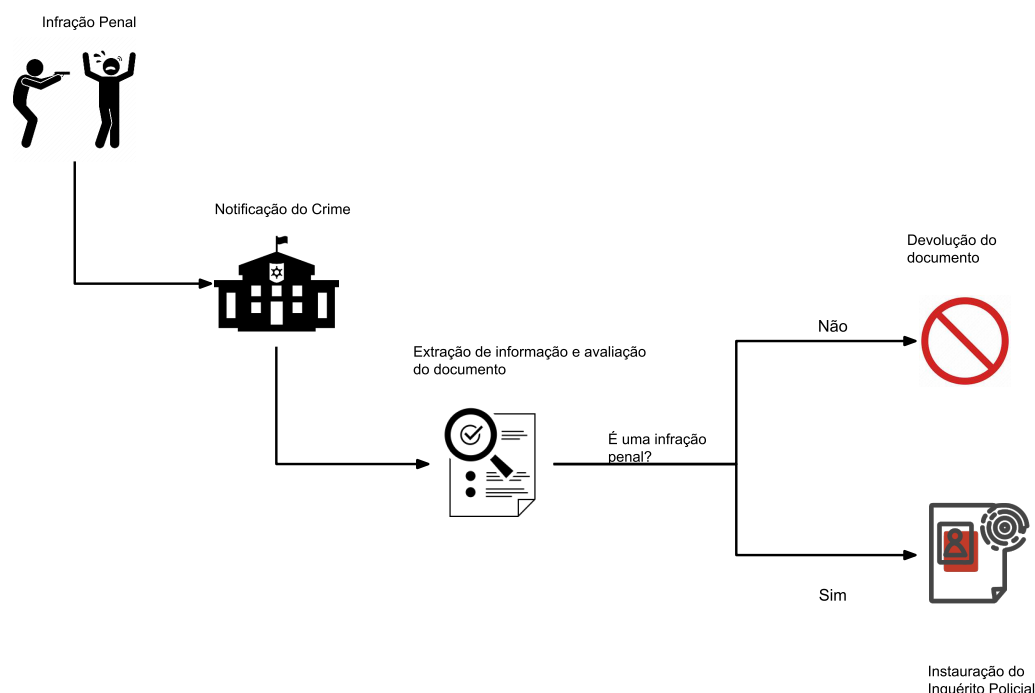 Infração Penal
Notificação do Crime
Extração de informação e avaliação
do documento
É uma infração
penal?
Não
Devolução do
documento
Sim
Instauração do
Inquérito Policial